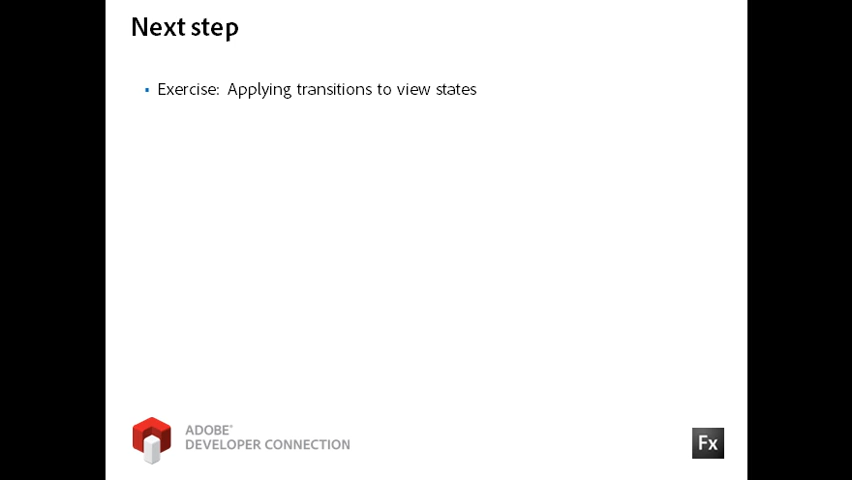 Next step
Exercise: Applying transitions to view states
ADOBE®
DEVELOPER CONNECTION
Fx